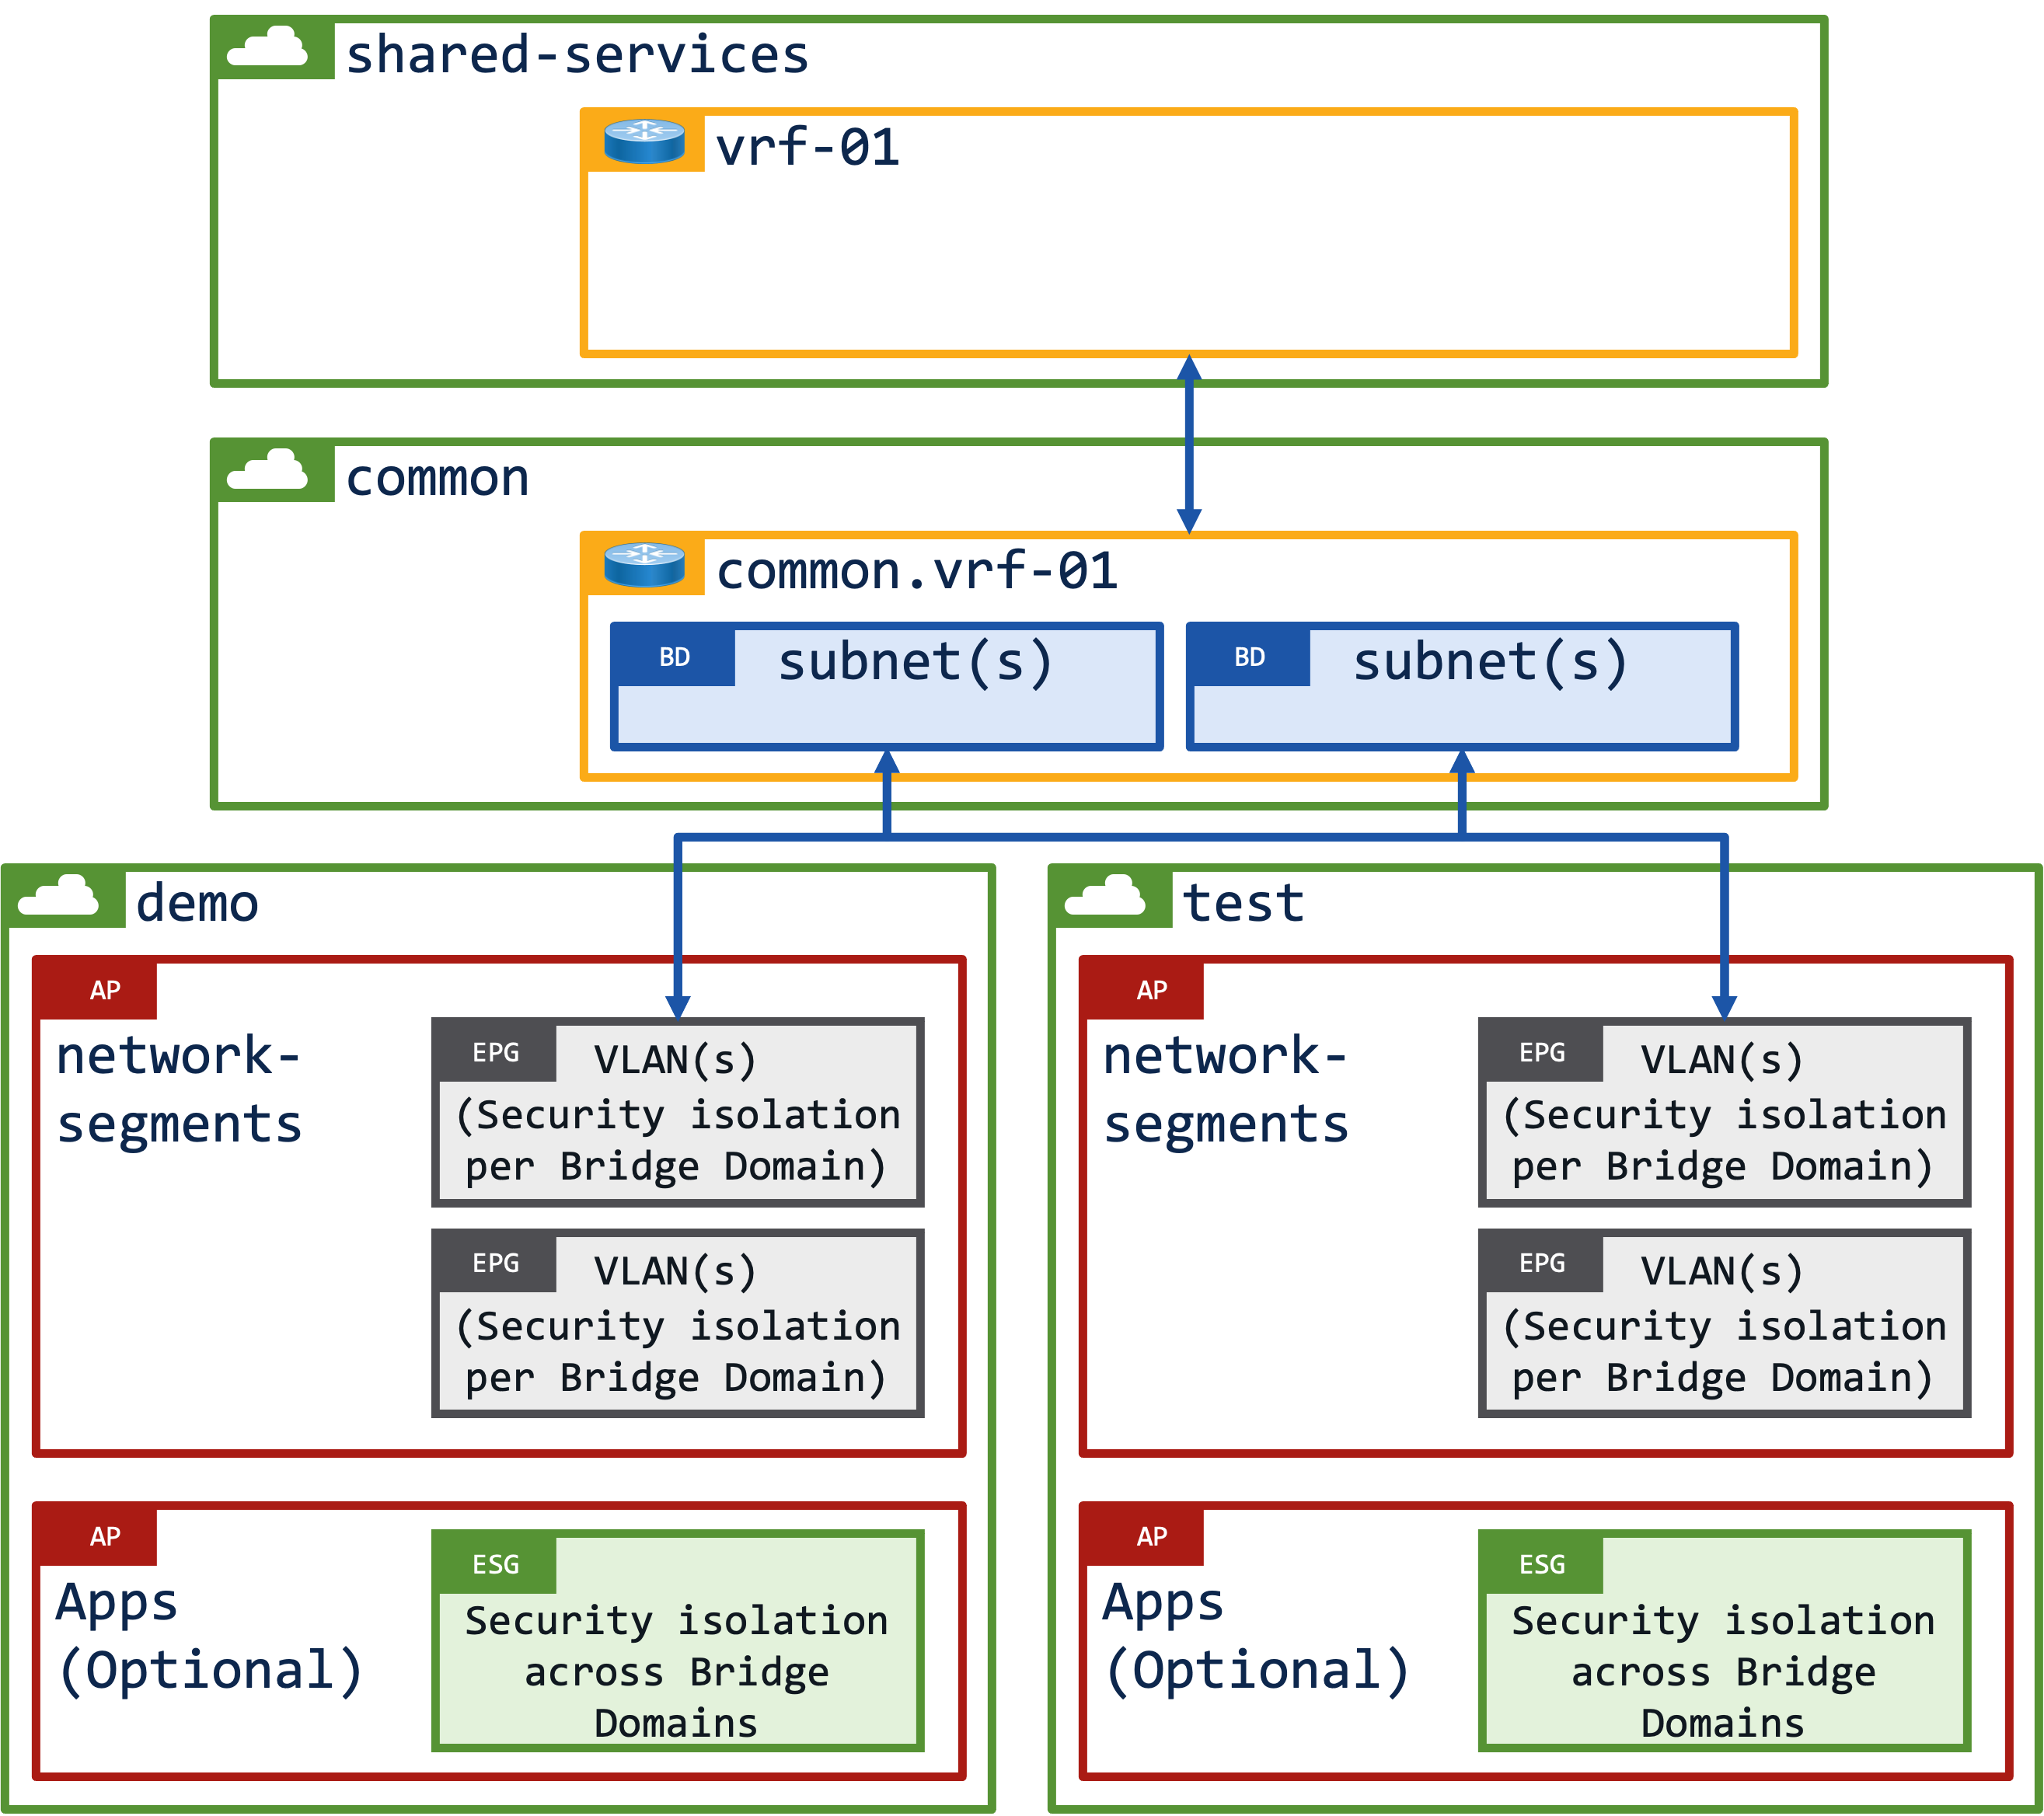 shared-services
vrf-01
common
common.vrf-01
BD
subnet(s)
BD
subnet(s)
demo
AP
network-
segments
EPG
VLAN(s)
(Security isolation
per Bridge Domain)
EPG
VLAN(s)
(Security isolation
per Bridge Domain)
AP
Apps
(Optional)
ESG
Security isolation
across Bridge
Domains
test
AP
network-
segments
EPG
VLAN(s)
(Security isolation
per Bridge Domain)
EPG
VLAN(s)
(Security isolation
per Bridge Domain)
AP
Apps
(Optional)
ESG
Security isolation
across Bridge
Domains